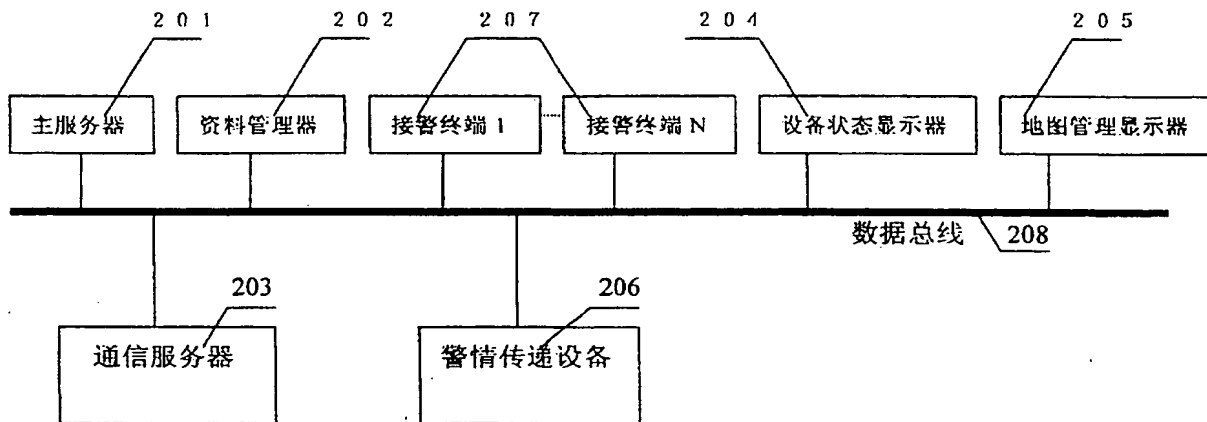 201 202 207 204 205
主服务器 资料管理器 接警终端1 接警终端N 设备状态显示器 地图管理显示器
数据总线 208
203 206
通信服务器 警情传递设备